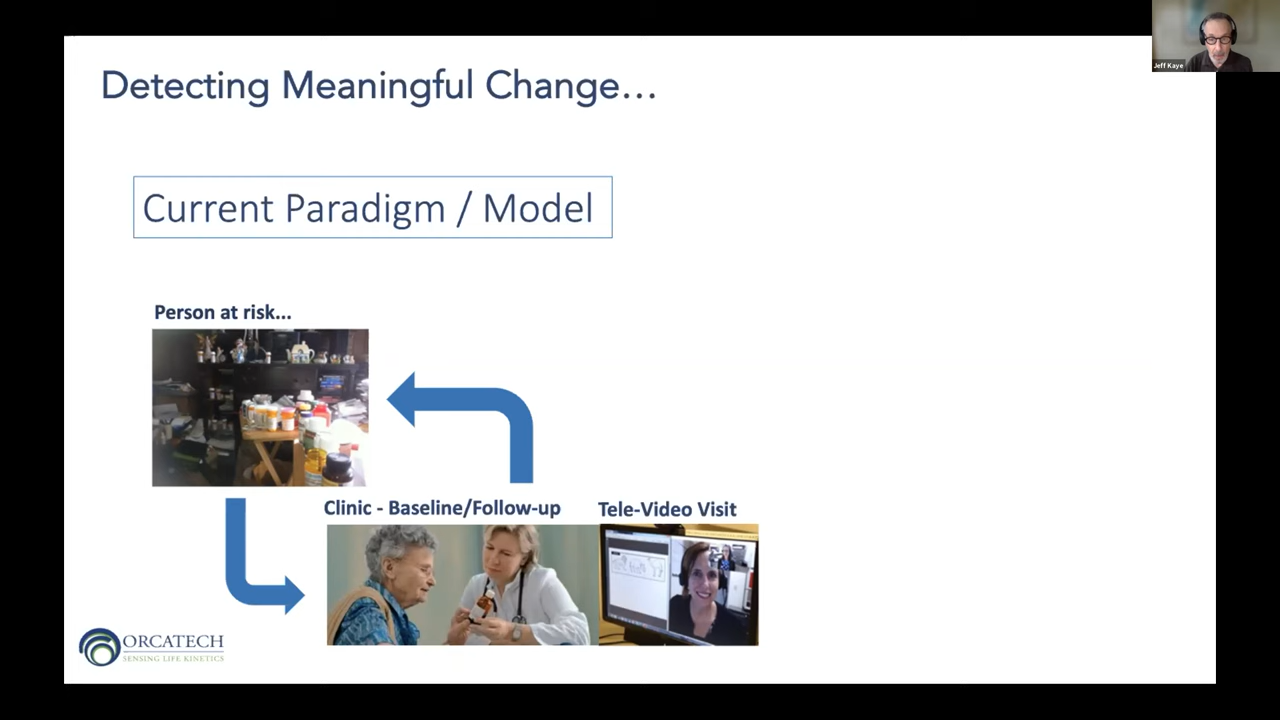 Jeff Kaye
Detecting Meaningful Change...
Current Paradigm / Model
Person at risk...
Clinic - Baseline/Follow-up
Tele-Video Visit
ORCATECH
SENSING LIFE KINETICS